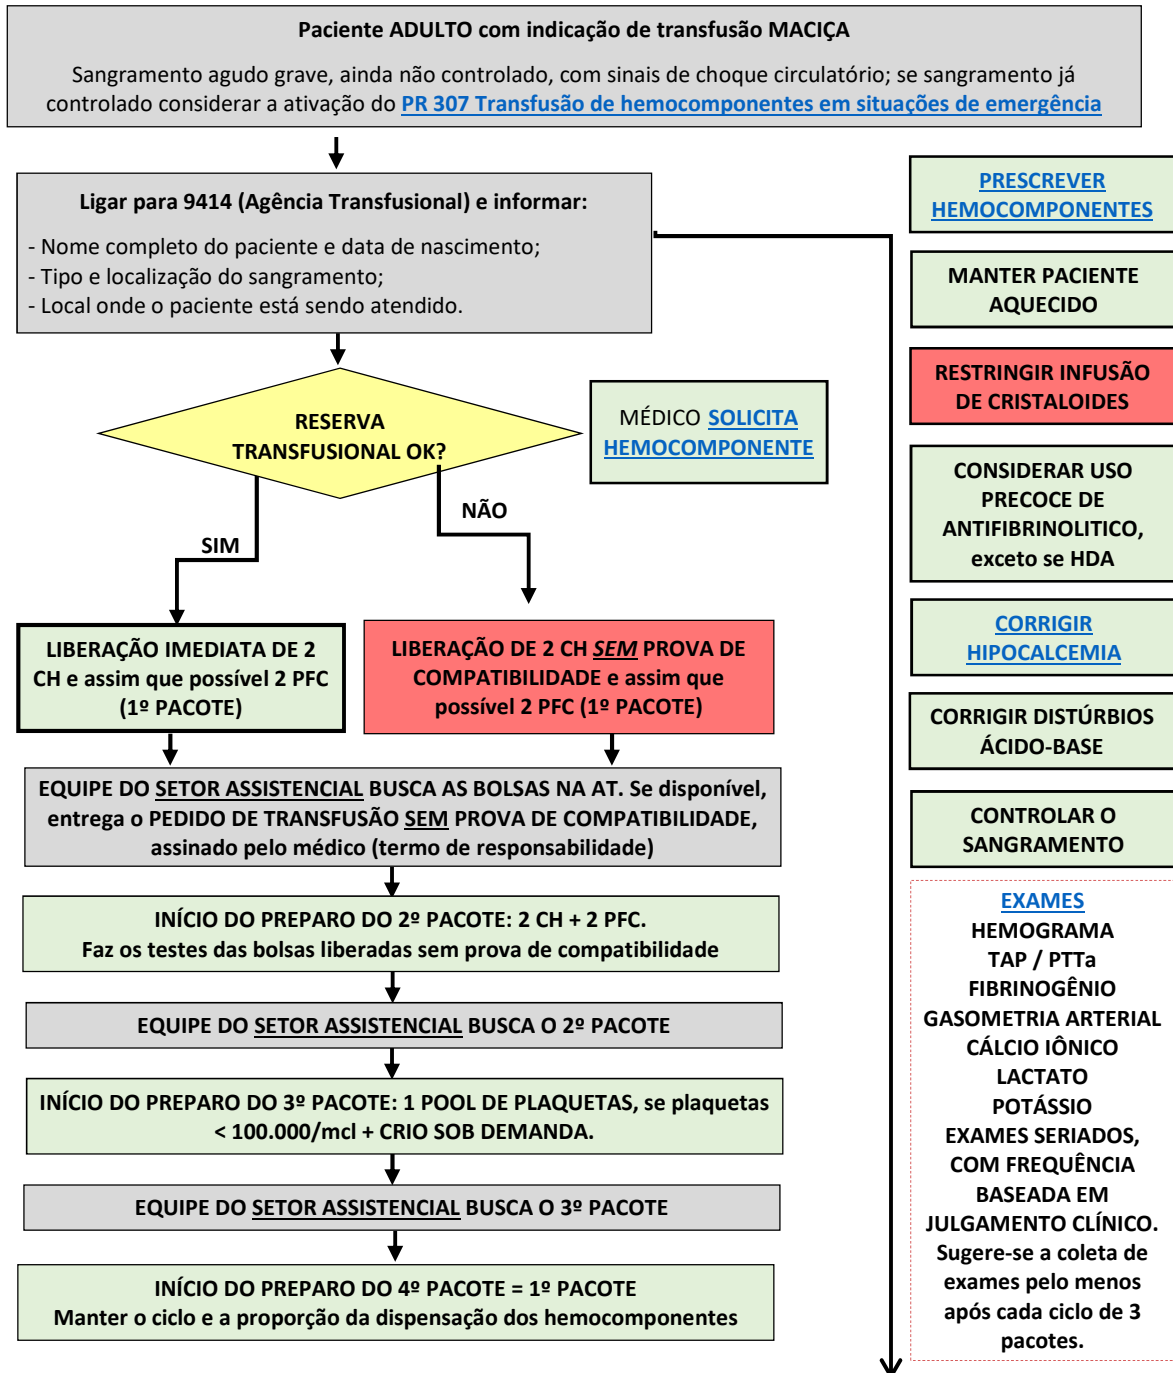 Paciente ADULTO com indicação de transfusão MACIÇA
Sangramento agudo grave, ainda não controlado, com sinais de choque circulatório; se sangramento já
controlado considerar a ativação do PR 307 Transfusão de hemocomponentes em situações de emergência
Ligar para 9414 (Agência Transfusional) e informar:
- Nome completo do paciente e data de nascimento;
- Tipo e localização do sangramento;
- Local onde o paciente está sendo atendido.
RESERVA
TRANSFUSIONAL OK?
MÉDICO SOLICITA
HEMOCOMPONENTE
SIM
NÃO
LIBERAÇÃO IMEDIATA DE 2
CH e assim que possível 2 PFC
(1º PACOTE)
LIBERAÇÃO DE 2 CH SEM PROVA DE
COMPATIBILIDADE e assim que
possível 2 PFC (1º PACOTE)
EQUIPE DO SETOR ASSISTENCIAL BUSCA AS BOLSAS NA AT. Se disponível,
entrega o PEDIDO DE TRANSFUSÃO SEM PROVA DE COMPATIBILIDADE,
assinado pelo médico (termo de responsabilidade)
INÍCIO DO PREPARO DO 2º PACOTE: 2 CH + 2 PFC.
Faz os testes das bolsas liberadas sem prova de compatibilidade
EQUIPE DO SETOR ASSISTENCIAL BUSCA O 2º PACOTE
INÍCIO DO PREPARO DO 3º PACOTE: 1 POOL DE PLAQUETAS, se plaquetas
< 100.000/mcl + CRIO SOB DEMANDA.
EQUIPE DO SETOR ASSISTENCIAL BUSCA O 3º PACOTE
INÍCIO DO PREPARO DO 4º PACOTE = 1º PACOTE
Manter o ciclo e a proporção da dispensação dos hemocomponentes
PRESCREVER
HEMOCOMPONENTES
MANTER PACIENTE
AQUECIDO
RESTRINGIR INFUSÃO
DE CRISTALOIDES
CONSIDERAR USO
PRECOCE DE
ANTIFIBRINOLITICO,
exceto se HDA
CORRIGIR
HIPOCALCEMIA
CORRIGIR DISTÚRBIOS
ÁCIDO-BASE
CONTROLAR O
SANGRAMENTO
EXAMES
HEMOGRAMA
TAP / PTTa
FIBRINOGÊNIO
GASOMETRIA ARTERIAL
CÁLCIO IÔNICO
LACTATO
POTÁSSIO
EXAMES SERIADOS,
COM FREQUÊNCIA
BASEADA EM
JULGAMENTO CLÍNICO.
Sugere-se a coleta de
exames pelo menos
após cada ciclo de 3
pacotes.